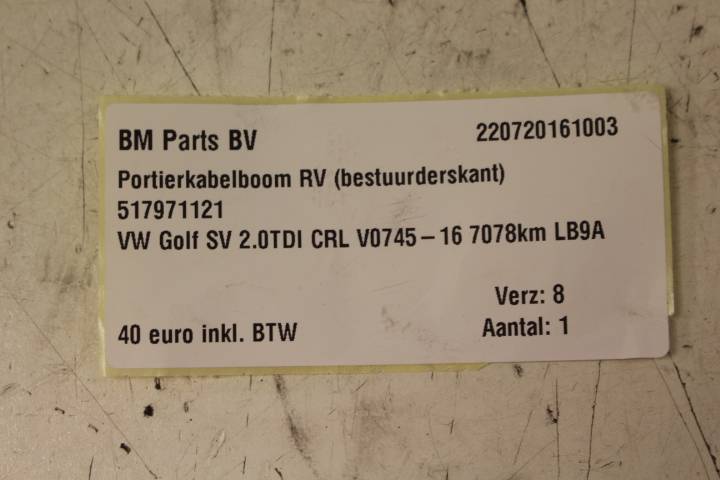 BM Parts BV 220720161003
Portierkabelboom RV (bestuurderskant)
517971121
VW Golf SV 2.0TDI CRL V0745-16 7078km LB9A
Verz: 8
40 euro inkl. BTW Aantal: 1